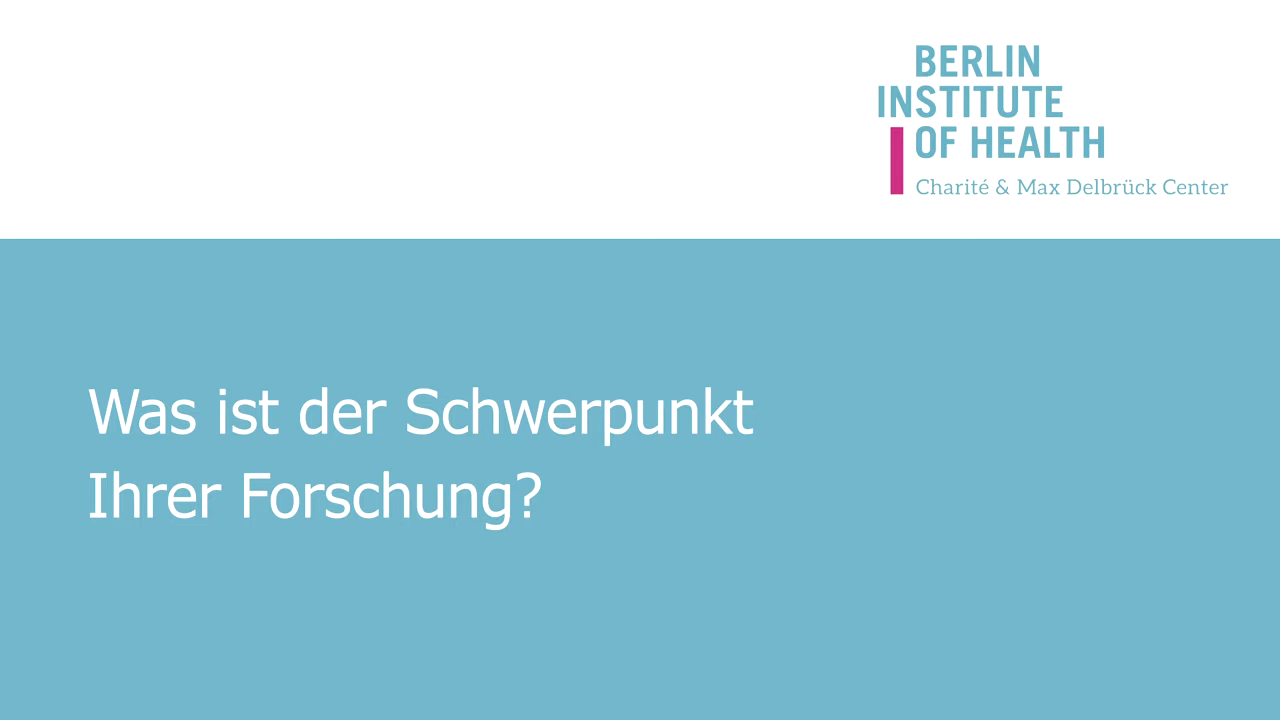 BERLIN
INSTITUTE
OF HEALTH
Charité & Max Delbrück Center
Was ist der Schwerpunkt
Ihrer Forschung?